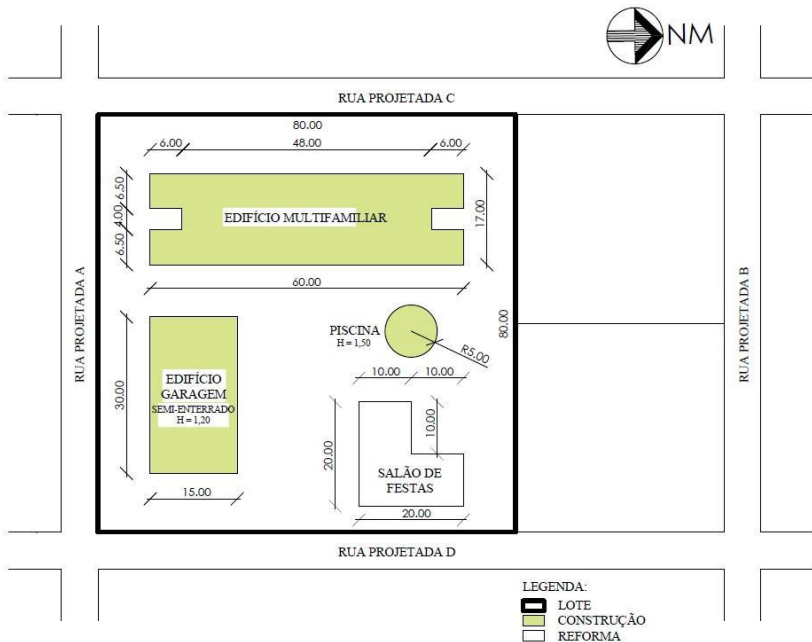 NM
RUA PROJETADA C
80.00
6.00
48.00
6.00
6.50
4.00
6.50
EDIFÍCIO MULTIFAMILIAR
17.00
60.00
RUA PROJETADA A
RUA PROJETADA B
80.00
PISCINA
H = 1,50
R5.00
10.00
10.00
30.00
EDIFÍCIO
GARAGEM
SEMI-ENTERRADO
H = 1,20
15.00
20.00
10.00
SALÃO DE
FESTAS
20.00
RUA PROJETADA D
LEGENDA:
LOTE
CONSTRUÇÃO
REFORMA